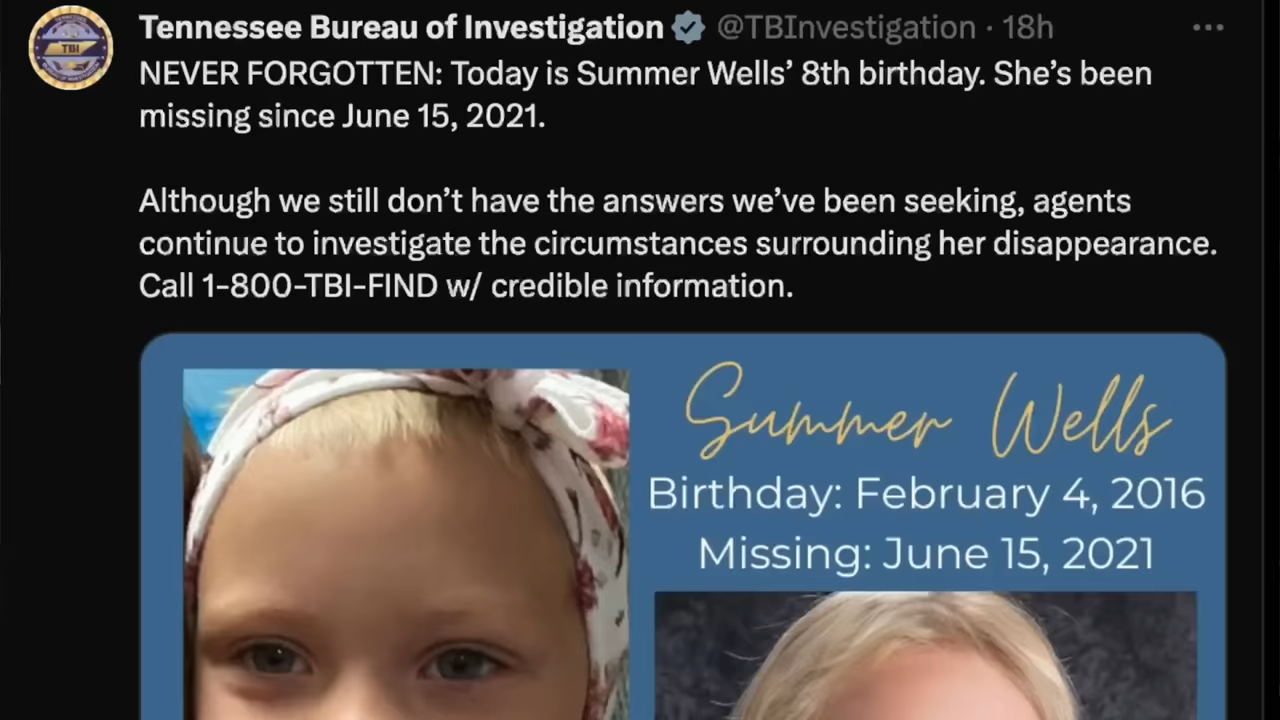 Tennessee Bureau of Investigation @TBInvestigation · 18h
NEVER FORGOTTEN: Today is Summer Wells’ 8th birthday. She’s been
missing since June 15, 2021.
Although we still don’t have the answers we’ve been seeking, agents
continue to investigate the circumstances surrounding her disappearance.
Call 1-800-TBI-FIND w/ credible information.
TBI
Summer Wells
Birthday: February 4, 2016
Missing: June 15, 2021